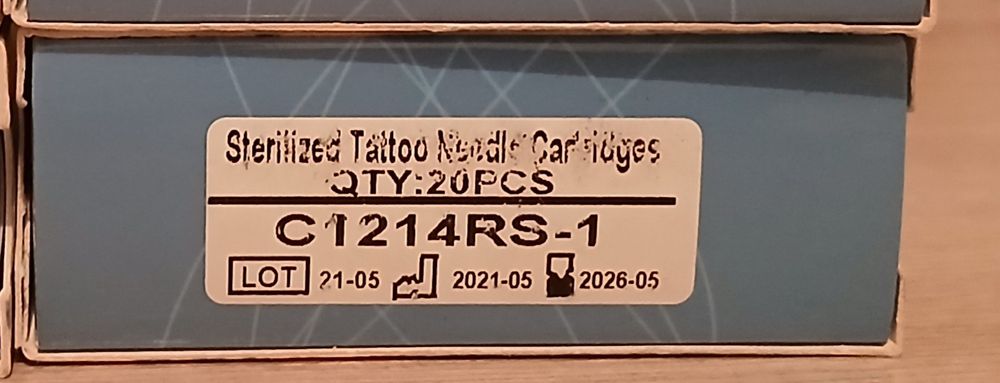 Sterilized Tattoo Needle Cartridges
QTY:20PCS
C1214RS-1
LOT 21-05 2021-05 2026-05